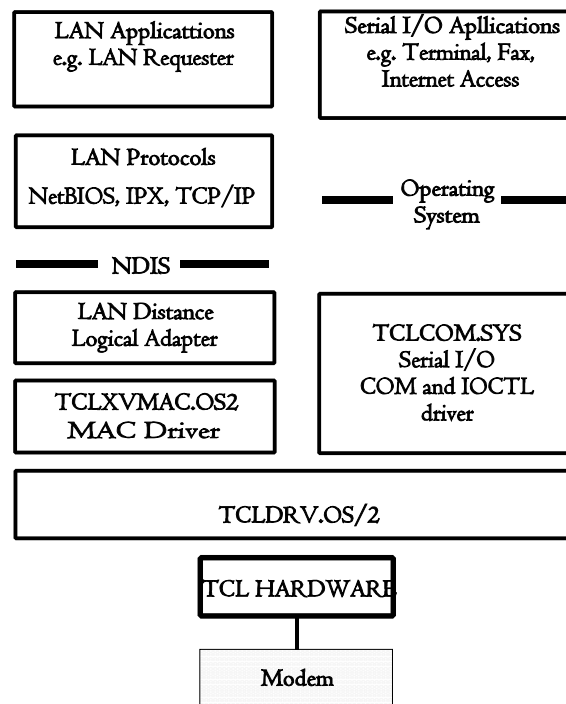 LAN Applicattions
e.g. LAN Requester
Serial I/O Apllications
e.g. Terminal, Fax,
Internet Access
LAN Protocols
NetBIOS, IPX, TCP/IP
Operating
System
NDIS
LAN Distance
Logical Adapter
TCLCOM.SYS
Serial I/O
COM and IOCTL
driver
TCLXVMAC.OS2
MAC Driver
TCLDRV.OS/2
TCL HARDWARE
Modem